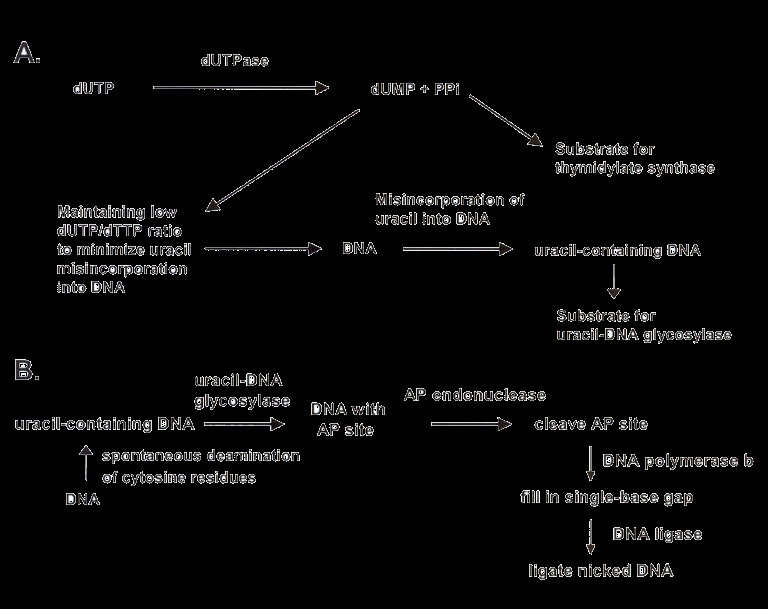 A.
dUTPase
dUTP
dUMP + PPi
Substrate for
thymidylate synthase
Maintaining low
dUTP/dTTP ratio
to minimize uracil
misincorporation
into DNA
DNA
Misincorporation of
uracil into DNA
uracil-containing DNA
Substrate for
uracil-DNA glycosylase
B.
uracil-containing DNA
uracil-DNA
glycosylase
DNA with
AP site
AP endonuclease
cleave AP site
spontaneous deamination
of cytosine residues
DNA
DNA polymerase b
fill in single-base gap
DNA ligase
ligate nicked DNA